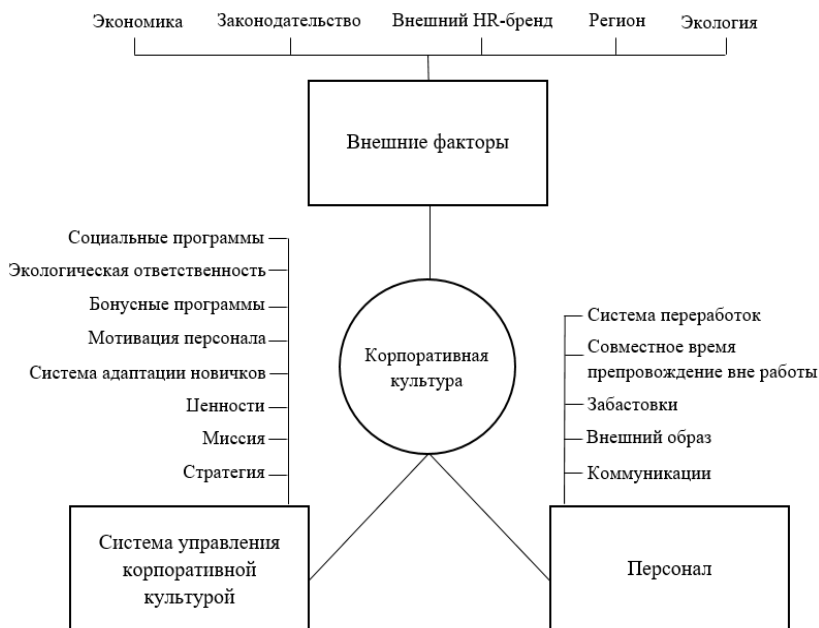 Экономика
Законодательство
Внешний HR-бренд
Регион
Экология
Внешние факторы
Социальные программы
Экологическая ответственность
Бонусные программы
Мотивация персонала
Система адаптации новичков
Ценности
Миссия
Стратегия
Корпоративная
культура
Система переработок
Совместное время
препровождение вне работы
Забастовки
Внешний образ
Коммуникации
Система управления
корпоративной
культурой
Персонал